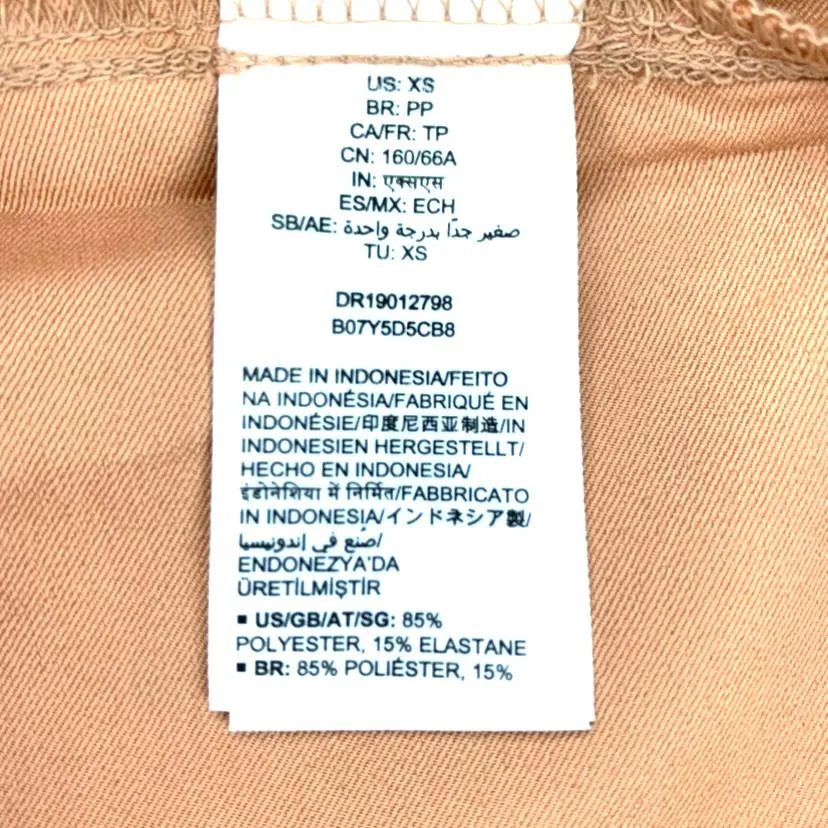 US: XS
BR: PP
CA/FR: TP
CN: 160/66A
IN: एक्सएस
ES/MX: ECH
SB/AE: صغير جدًا بدرجة واحدة
TU: XS
DR19012798
B07Y5D5CB8
MADE IN INDONESIA/FEITO
NA INDONÉSIA/FABRIQUÉ EN
INDONÉSIE/印度尼西亚制造/IN
INDONESIEN HERGESTELLT/
HECHO EN INDONESIA/
इंडोनेशिया में निर्मित/FABBRICATO
IN INDONESIA/インドネシア製/
صُنع في إندونيسيا/
ENDONEZYA'DA
ÜRETİLMİŞTİR
▪ US/GB/AT/SG: 85%
POLYESTER, 15% ELASTANE
▪ BR: 85% POLIÉSTER, 15%